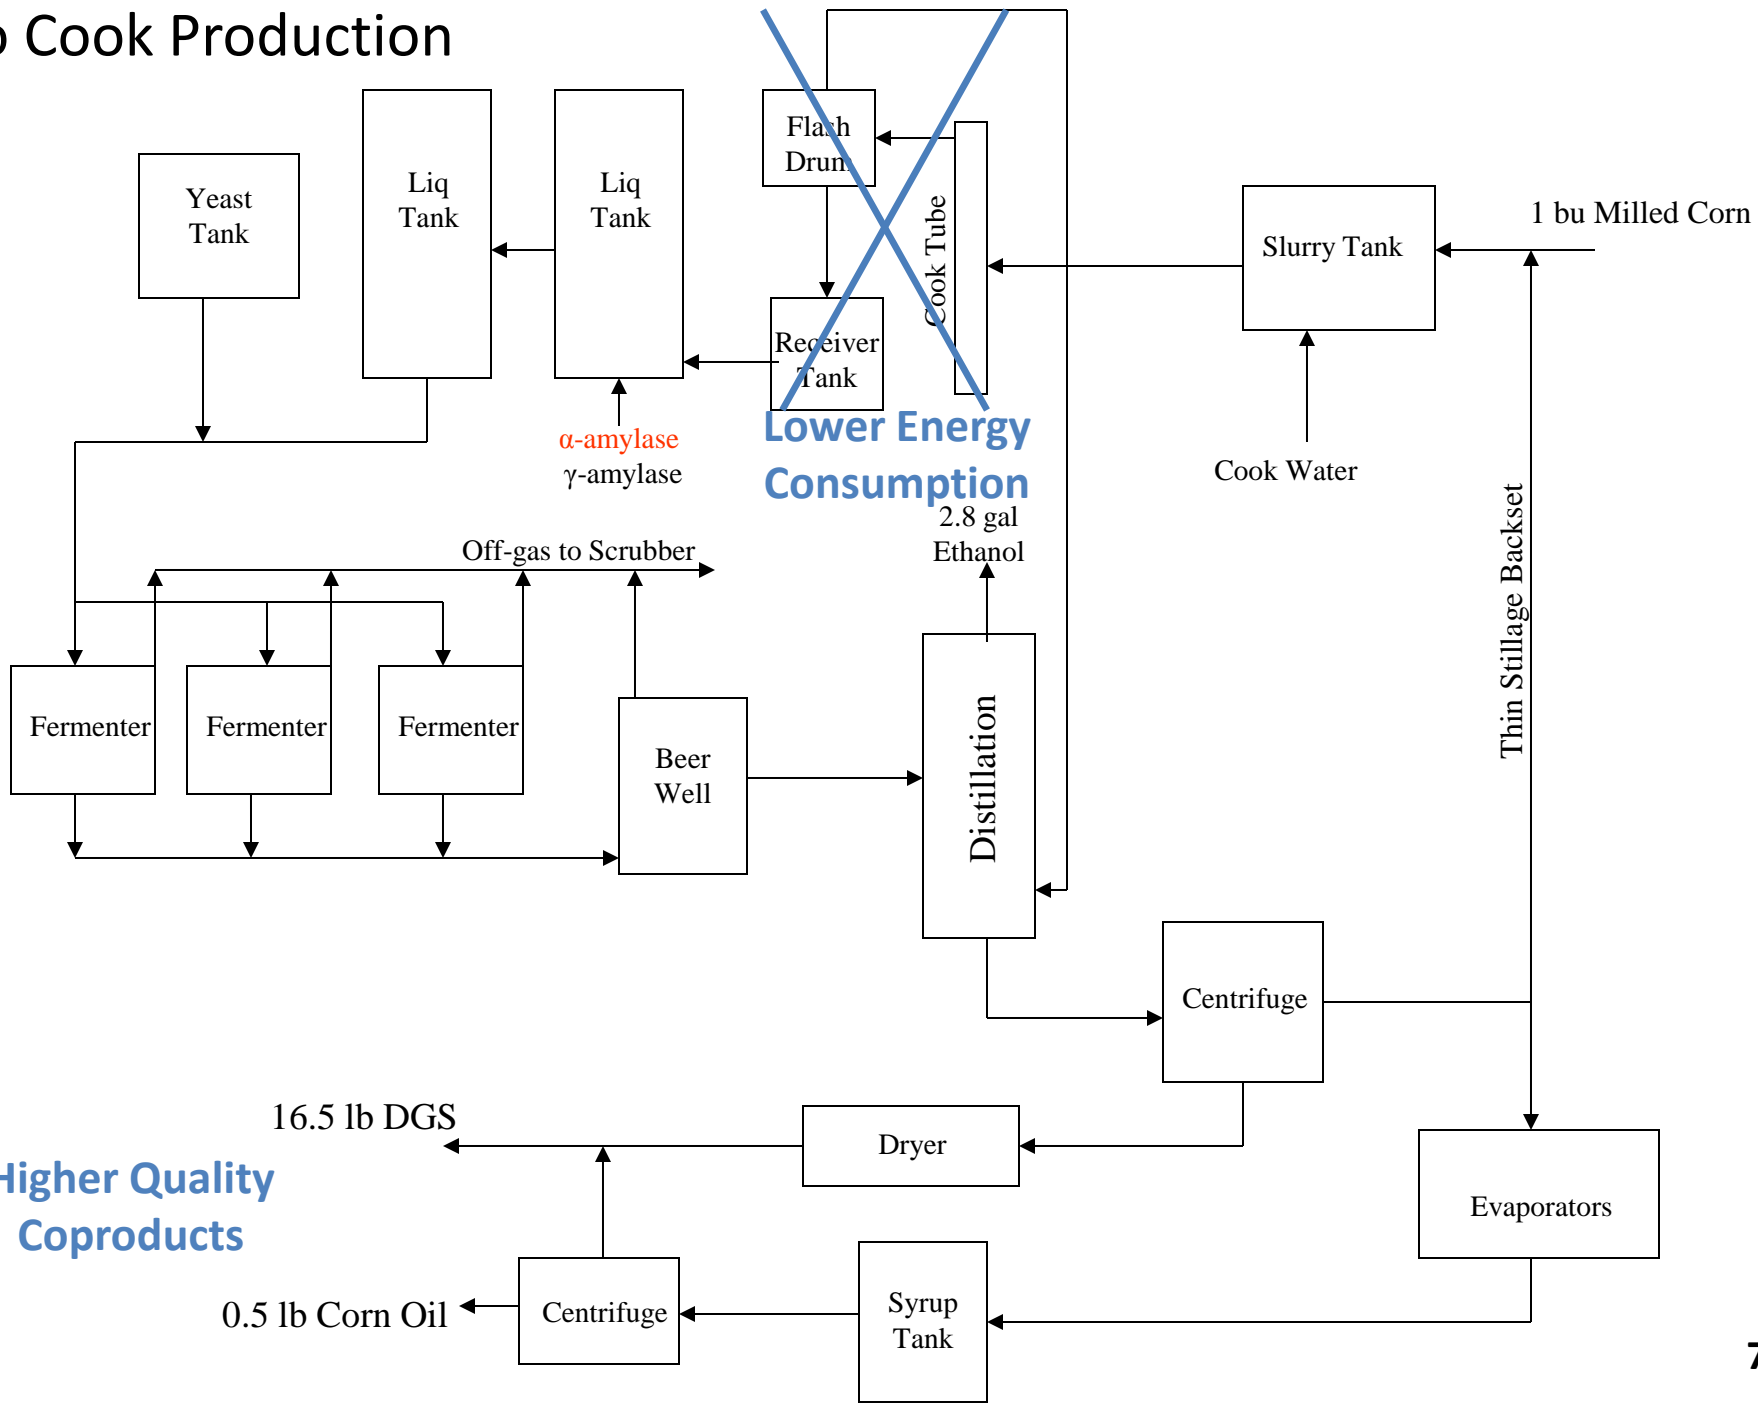 Cook Production
Yeast
Tank
Liq
Tank
Liq
Tank
Flash
Drum
Cook Tube
Receiver
Tank
Slurry Tank
1 bu Milled Corn
α-amylase
γ-amylase
Lower Energy
Consumption
Cook Water
2.8 gal
Ethanol
Off-gas to Scrubber
Thin Stillage Backset
Fermenter
Fermenter
Fermenter
Beer
Well
Distillation
Centrifuge
16.5 lb DGS
Dryer
Higher Quality
Coproducts
Evaporators
0.5 lb Corn Oil
Centrifuge
Syrup
Tank
7